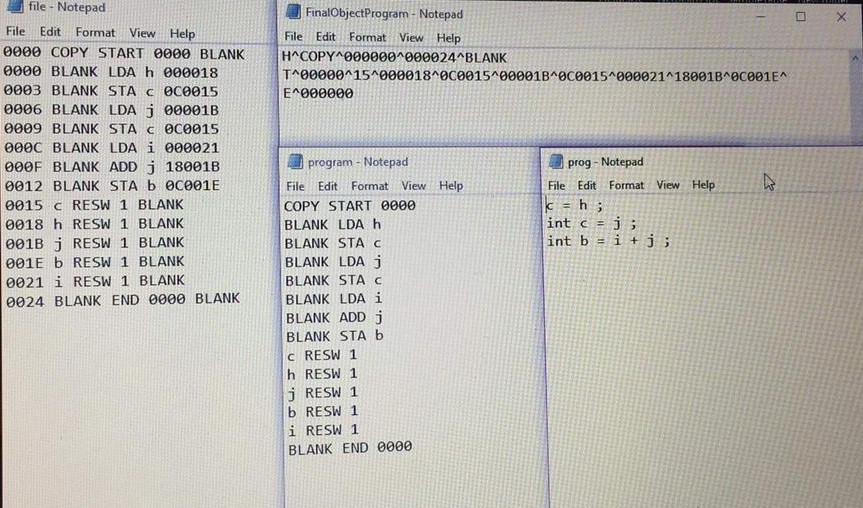 file - Notepad
File Edit Format View Help
0000 COPY START 0000 BLANK
0000 BLANK LDA h 000018
0003 BLANK STA c 0C0015
0006 BLANK LDA j 00001B
0009 BLANK STA c 0C0015
000C BLANK LDA i 000021
000F BLANK ADD j 18001B
0012 BLANK STA b 0C001E
0015 c RESW 1 BLANK
0018 h RESW 1 BLANK
001B j RESW 1 BLANK
001E b RESW 1 BLANK
0021 i RESW 1 BLANK
0024 BLANK END 0000 BLANK
FinalObjectProgram - Notepad
File Edit Format View Help
H^COPY^000000^000024^BLANK
T^00000^15^000018^0C0015^00001B^0C0015^000021^18001B^0C001E^
E^000000
program - Notepad
File Edit Format View Help
COPY START 0000
BLANK LDA h
BLANK STA c
BLANK LDA j
BLANK STA c
BLANK LDA i
BLANK ADD j
BLANK STA b
c RESW 1
h RESW 1
j RESW 1
b RESW 1
i RESW 1
BLANK END 0000
prog - Notepad
File Edit Format View Help
c = h ;
int c = j ;
int b = i + j ;